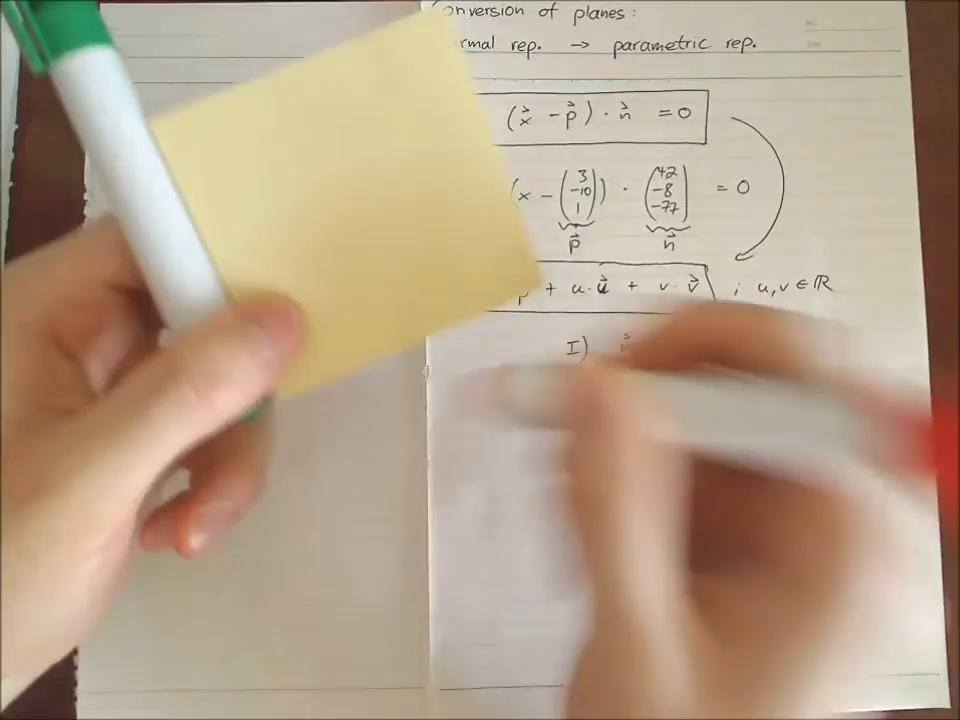 onversion of planes:
rmal rep. → parametric rep.
(x⃗ - p⃗) · n⃗ = 0
(x - (3 -10 1)) · (42 -8 -77) = 0
p⃗ n⃗
p + u · u⃗ + v · v⃗ ; u, v ∈ ℝ
I)